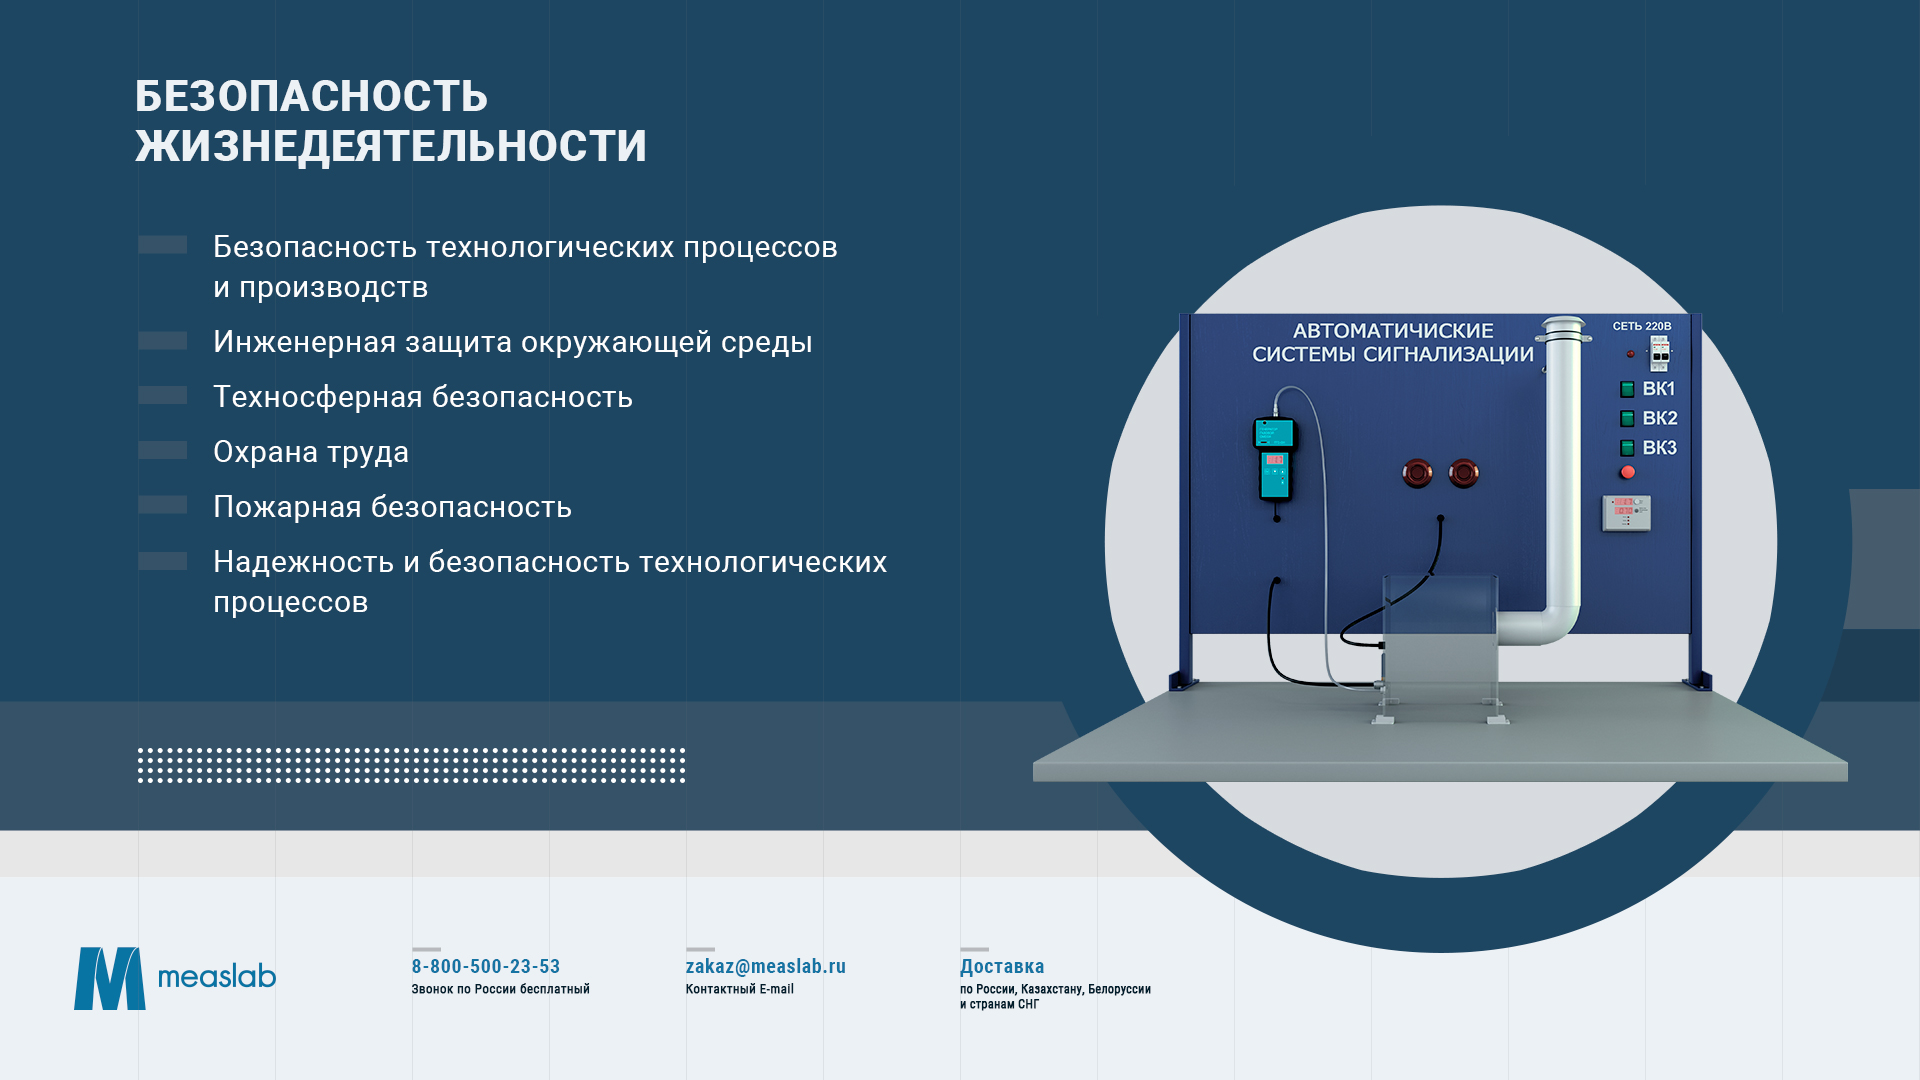 БЕЗОПАСНОСТЬ
ЖИЗНЕДЕЯТЕЛЬНОСТИ
Безопасность технологических процессов
и производств
Инженерная защита окружающей среды
Техносферная безопасность
Охрана труда
Пожарная безопасность
Надежность и безопасность технологических
процессов
АВТОМАТИЧИСКИЕ
СИСТЕМЫ СИГНАЛИЗАЦИИ
СЕТЬ 220В
ВК1
ВК2
ВК3
measlab
8-800-500-23-53
Звонок по России бесплатный
zakaz@measlab.ru
Контактный E-mail
Доставка
по России, Казахстану, Белоруссии
и странам СНГ